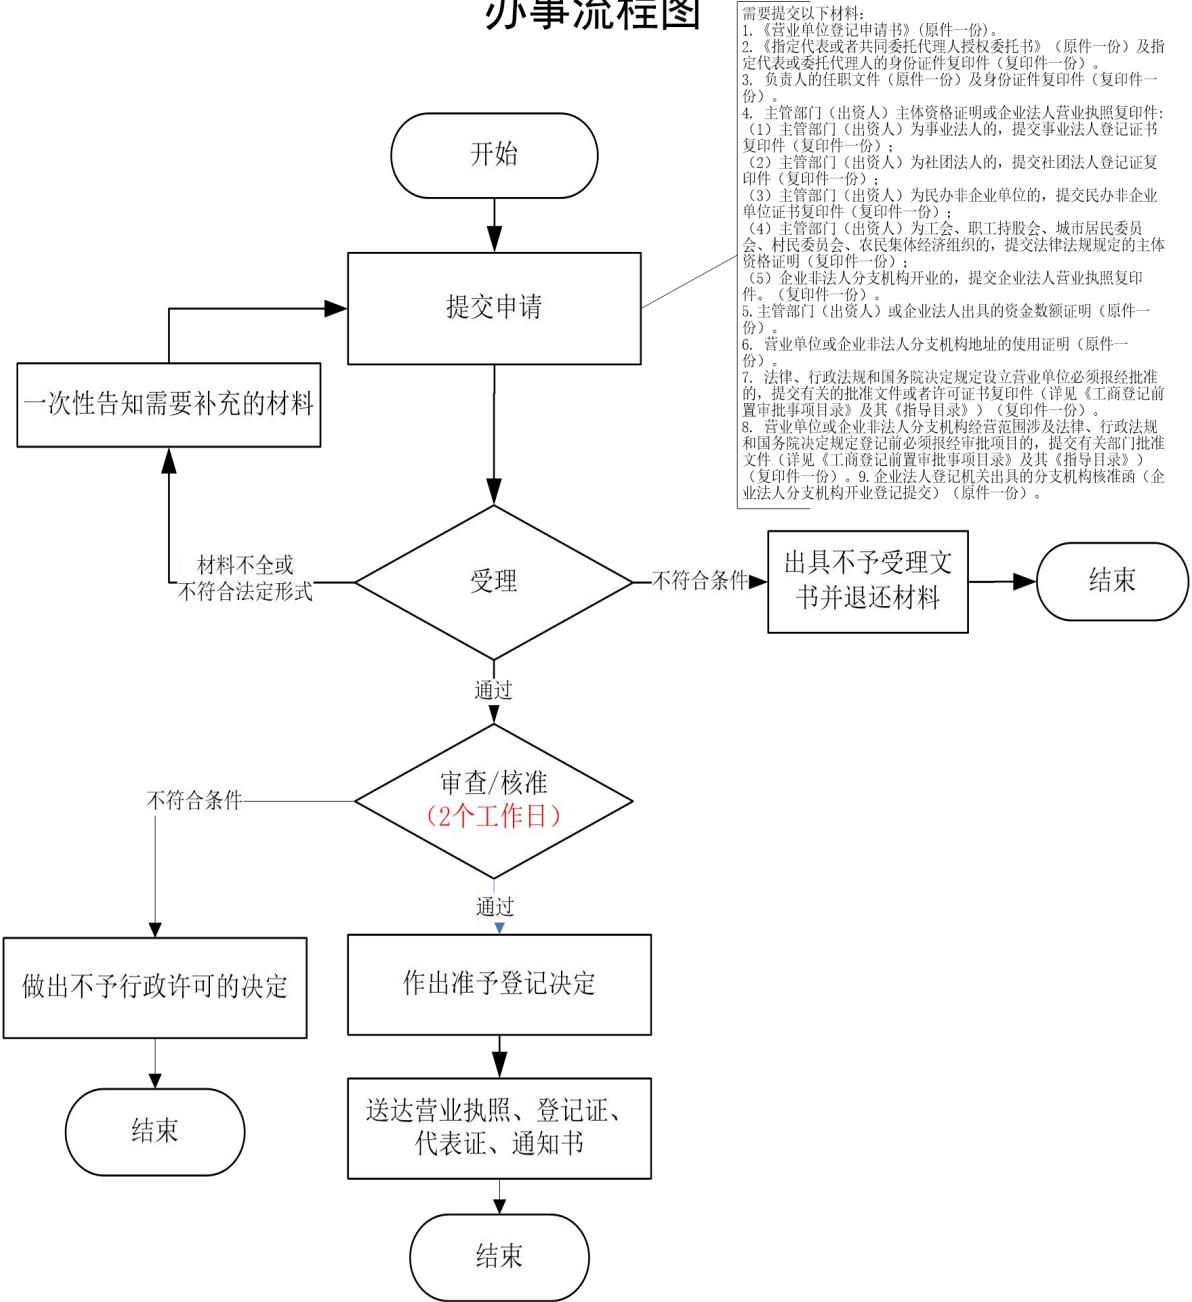 办事流程图
需要提交以下材料:
1.《营业单位登记申请书》(原件一份)。
2.《指定代表或者共同委托代理人授权委托书》（原件一份）及指
定代表或委托代理人的身份证件复印件（复印件一份）。
3. 负责人的任职文件（原件一份）及身份证件复印件（复印件一
份）。
4. 主管部门（出资人）主体资格证明或企业法人营业执照复印件:
（1）主管部门（出资人）为事业法人的，提交事业法人登记证书
复印件（复印件一份）；
（2）主管部门（出资人）为社团法人的，提交社团法人登记证复
印件（复印件一份）；
（3）主管部门（出资人）为民办非企业单位的，提交民办非企业
单位证书复印件（复印件一份）；
（4）主管部门（出资人）为工会、职工持股会、城市居民委员
会、村民委员会、农民集体经济组织的，提交法律法规规定的主体
资格证明（复印件一份）；
（5）企业非法人分支机构开业的，提交企业法人营业执照复印
件。（复印件一份）。
5.主管部门（出资人）或企业法人出具的资金数额证明（原件一
份）。
6. 营业单位或企业非法人分支机构地址的使用证明（原件一
份）。
7. 法律、行政法规和国务院决定规定设立营业单位必须报经批准
的，提交有关的批准文件或者许可证书复印件（详见《工商登记前
置审批事项目录》及其《指导目录》）（复印件一份）。
8. 营业单位或企业非法人分支机构经营范围涉及法律、行政法规
和国务院决定规定登记前必须报经审批项目的，提交有关部门批准
文件（详见《工商登记前置审批事项目录》及其《指导目录》）
（复印件一份）。9.企业法人登记机关出具的分支机构核准函（企
业法人分支机构开业登记提交）（原件一份）。
开始
提交申请
一次性告知需要补充的材料
材料不全或
不符合法定形式
受理
不符合条件
出具不予受理文
书并退还材料
结束
通过
审查/核准
（2个工作日）
不符合条件
通过
做出不予行政许可的决定
作出准予登记决定
结束
送达营业执照、登记证、
代表证、通知书
结束